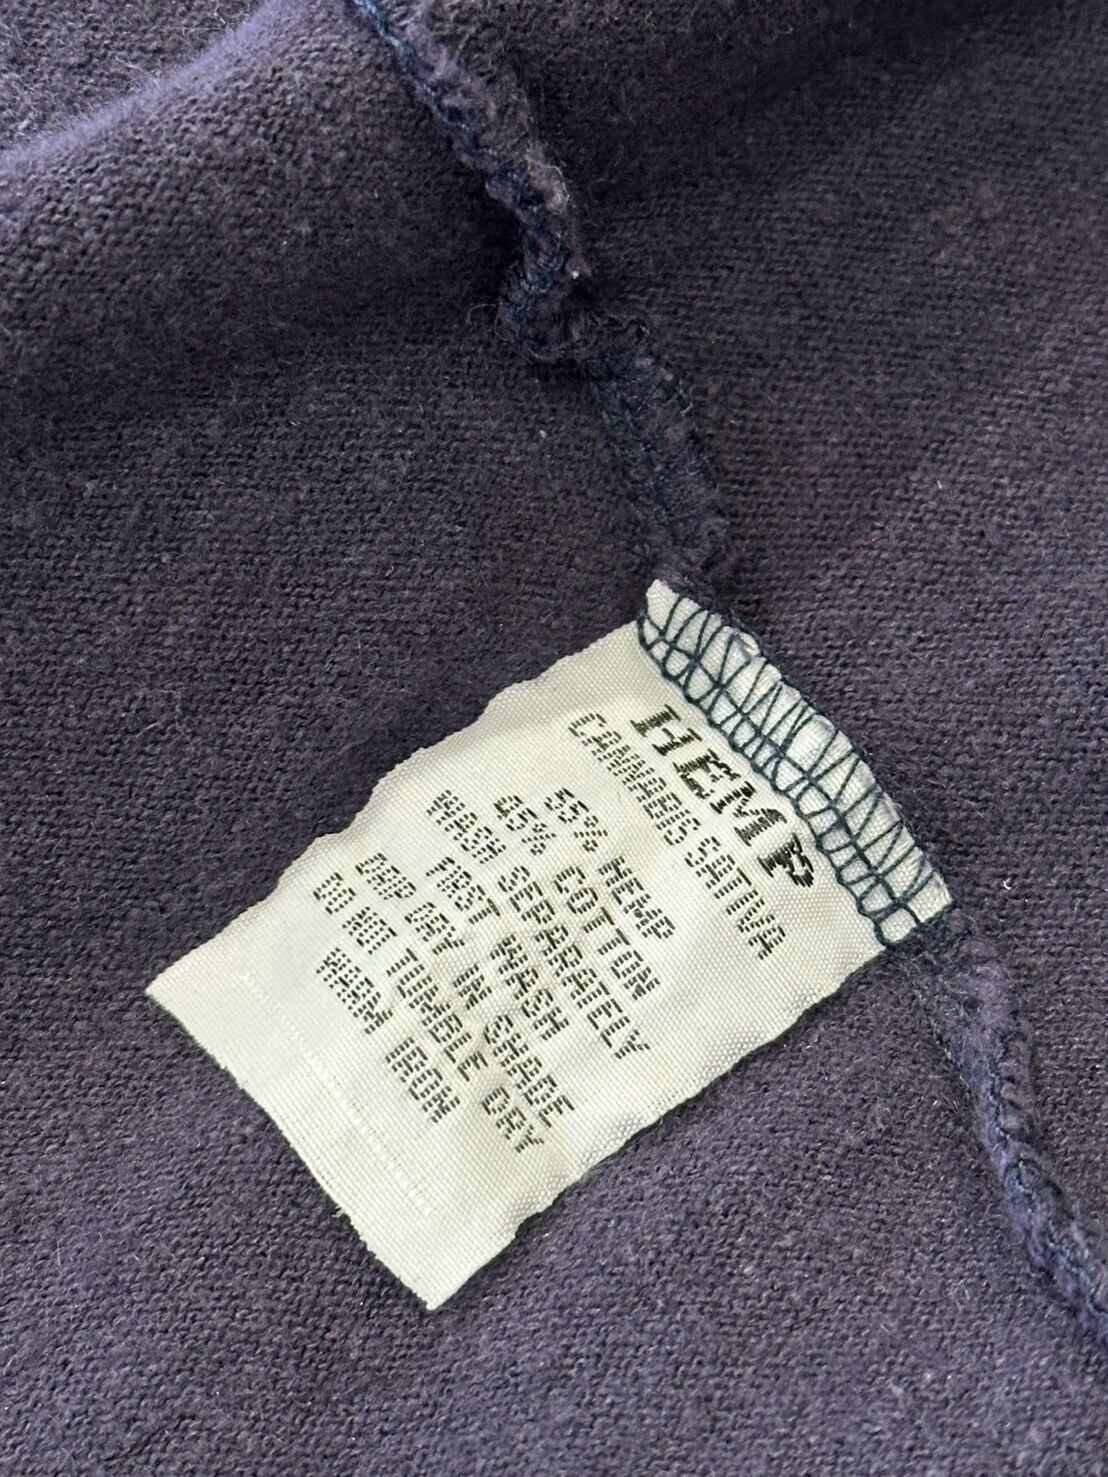 HEMP
CANNABIS SATIVA
55% HEMP
45% COTTON
WASH SEPARATELY
FIRST WASH
DRIP DRY IN SHADE
DO NOT TUMBLE DRY
WARM IRON